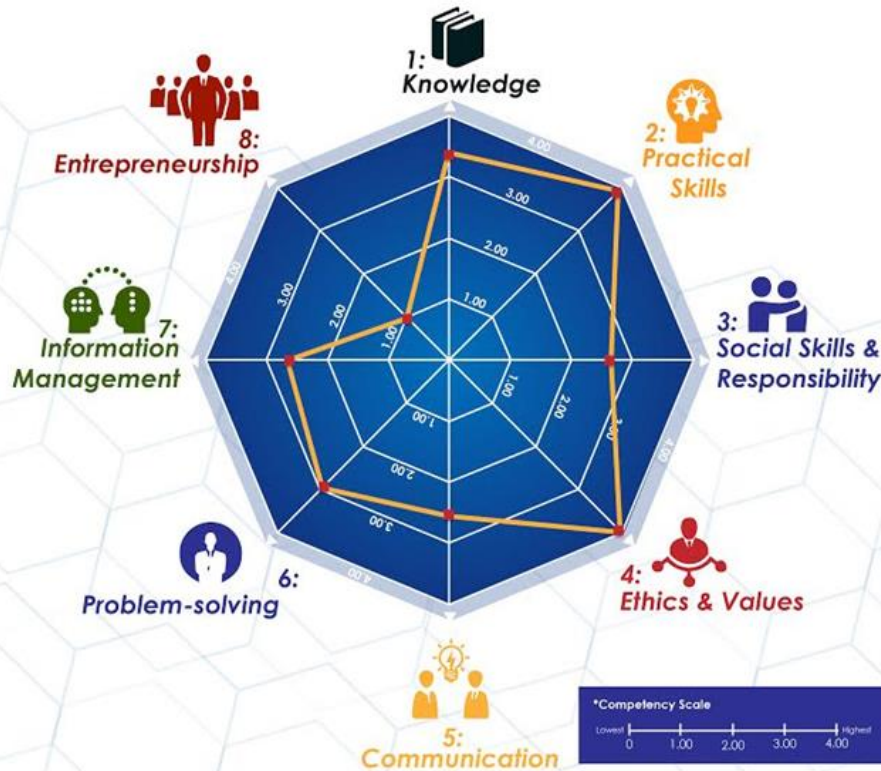 1:
Knowledge
2:
Practical
Skills
3:
Social Skills &
Responsibility
4:
Ethics & Values
5:
Communication
6:
Problem-solving
7:
Information
Management
8:
Entrepreneurship
4.00
3.00
2.00
1.00
1.00
2.00
3.00
4.00
1.00
2.00
3.00
4.00
1.00
2.00
3.00
4.00
*Competency Scale
Lowest
Highest
0 1.00 2.00 3.00 4.00